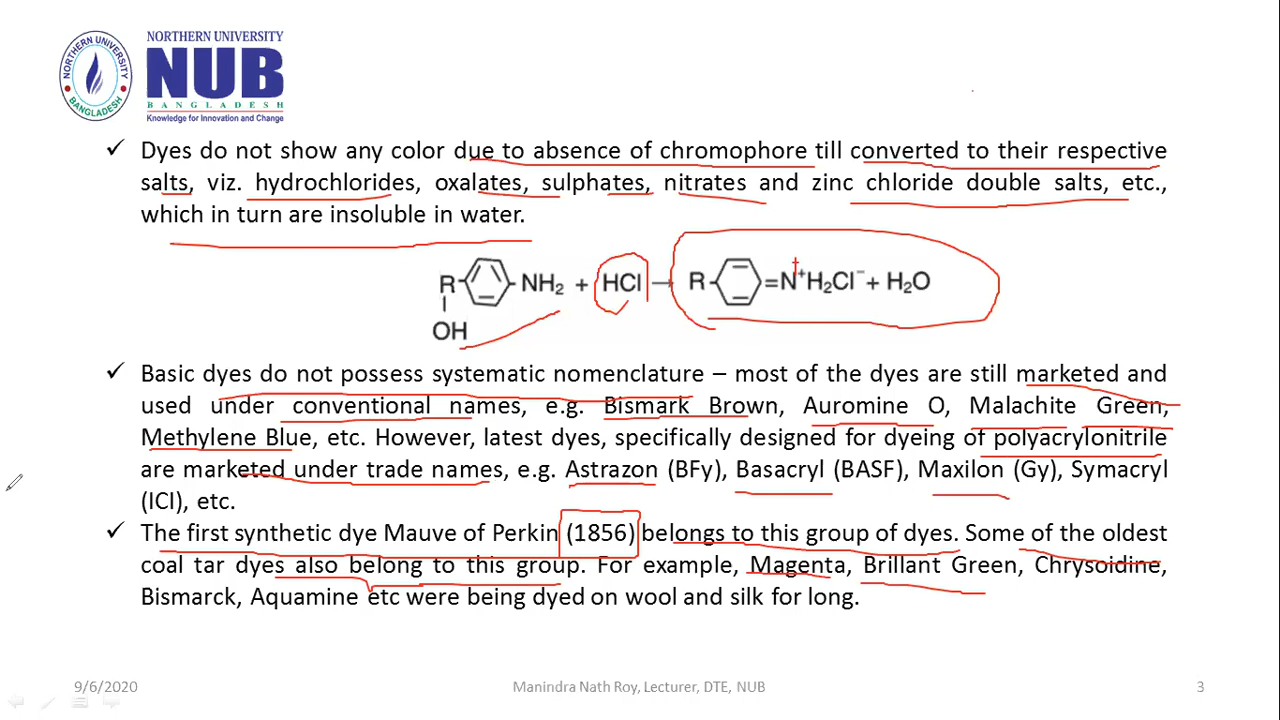 NORTHERN UNIVERSITY
NUB
BANGLADESH
Knowledge for Innovation and Change
NORTHERN UNIVERSITY
BANGLADESH
✓ Dyes do not show any color due to absence of chromophore till converted to their respective
salts, viz. hydrochlorides, oxalates, sulphates, nitrates and zinc chloride double salts, etc.,
which in turn are insoluble in water.
R NH₂ + HCl → R =N⁺H₂Cl⁻ + H₂O
OH
✓ Basic dyes do not possess systematic nomenclature – most of the dyes are still marketed and
used under conventional names, e.g. Bismark Brown, Auromine O, Malachite Green,
Methylene Blue, etc. However, latest dyes, specifically designed for dyeing of polyacrylonitrile
are marketed under trade names, e.g. Astrazon (BFy), Basacryl (BASF), Maxilon (Gy), Symacryl
(ICI), etc.
✓ The first synthetic dye Mauve of Perkin (1856) belongs to this group of dyes. Some of the oldest
coal tar dyes also belong to this group. For example, Magenta, Brillant Green, Chrysoidine,
Bismarck, Aquamine etc were being dyed on wool and silk for long.
9/6/2020 Manindra Nath Roy, Lecturer, DTE, NUB 3